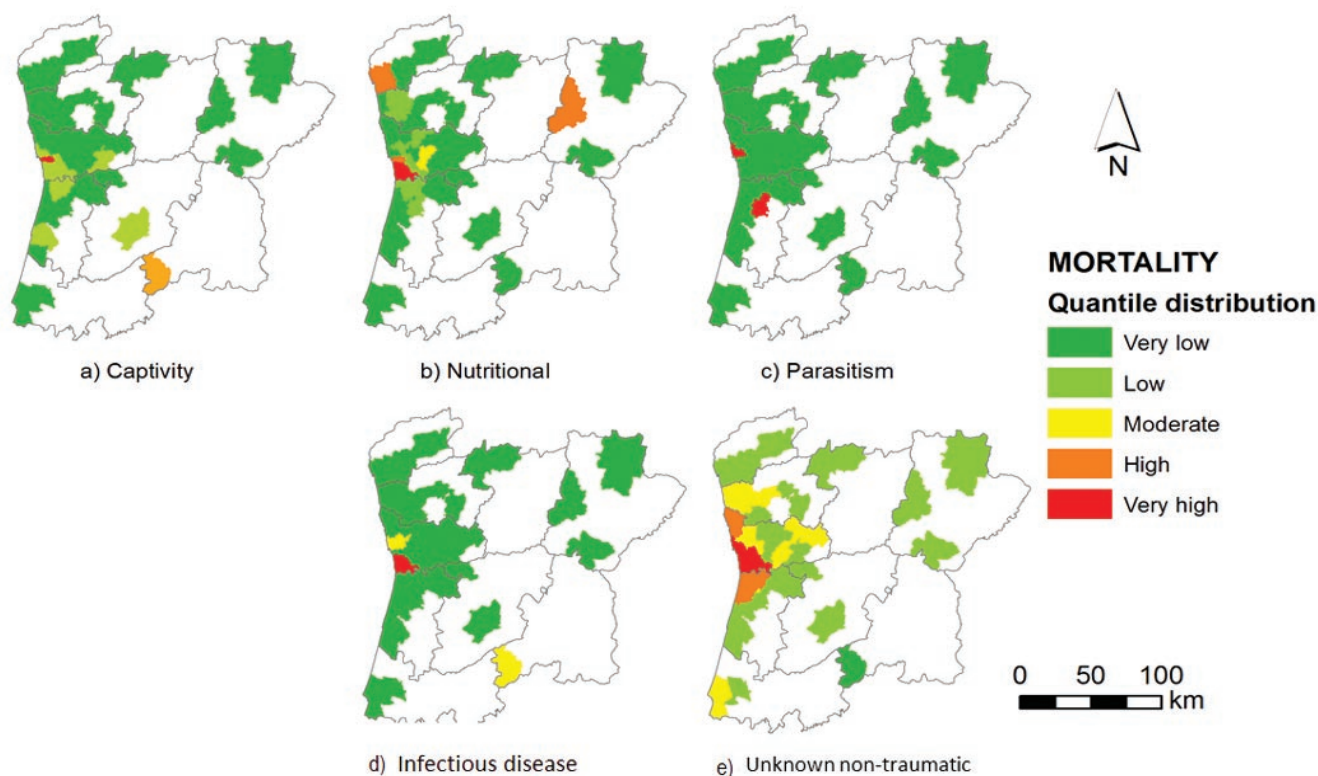 a) Captivity
b) Nutritional
c) Parasitism
N
MORTALITY
Quantile distribution
Very low
Low
Moderate
High
Very high
0 50 100
km
d) Infectious disease
e) Unknown non-traumatic